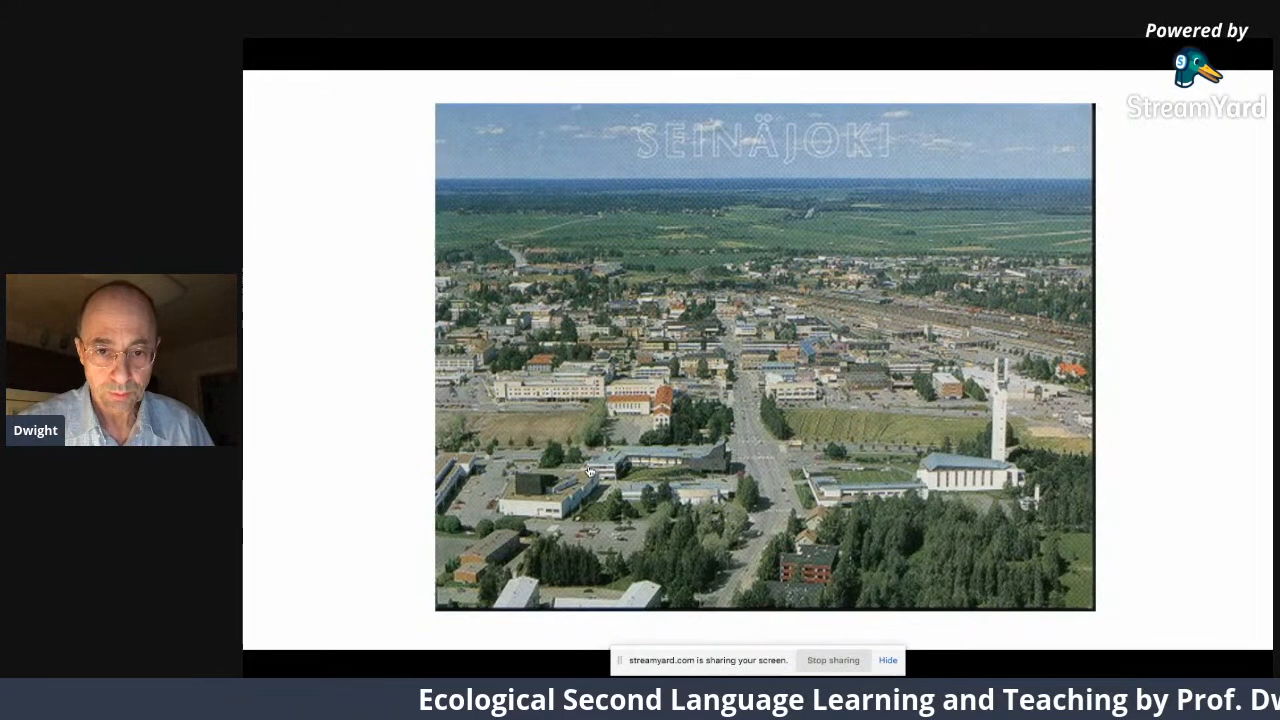 Powered by
StreamYard
SEINÄJOKI
Dwight
streamyard.com is sharing your screen.
Stop sharing
Hide
Ecological Second Language Learning and Teaching by Prof. Dw